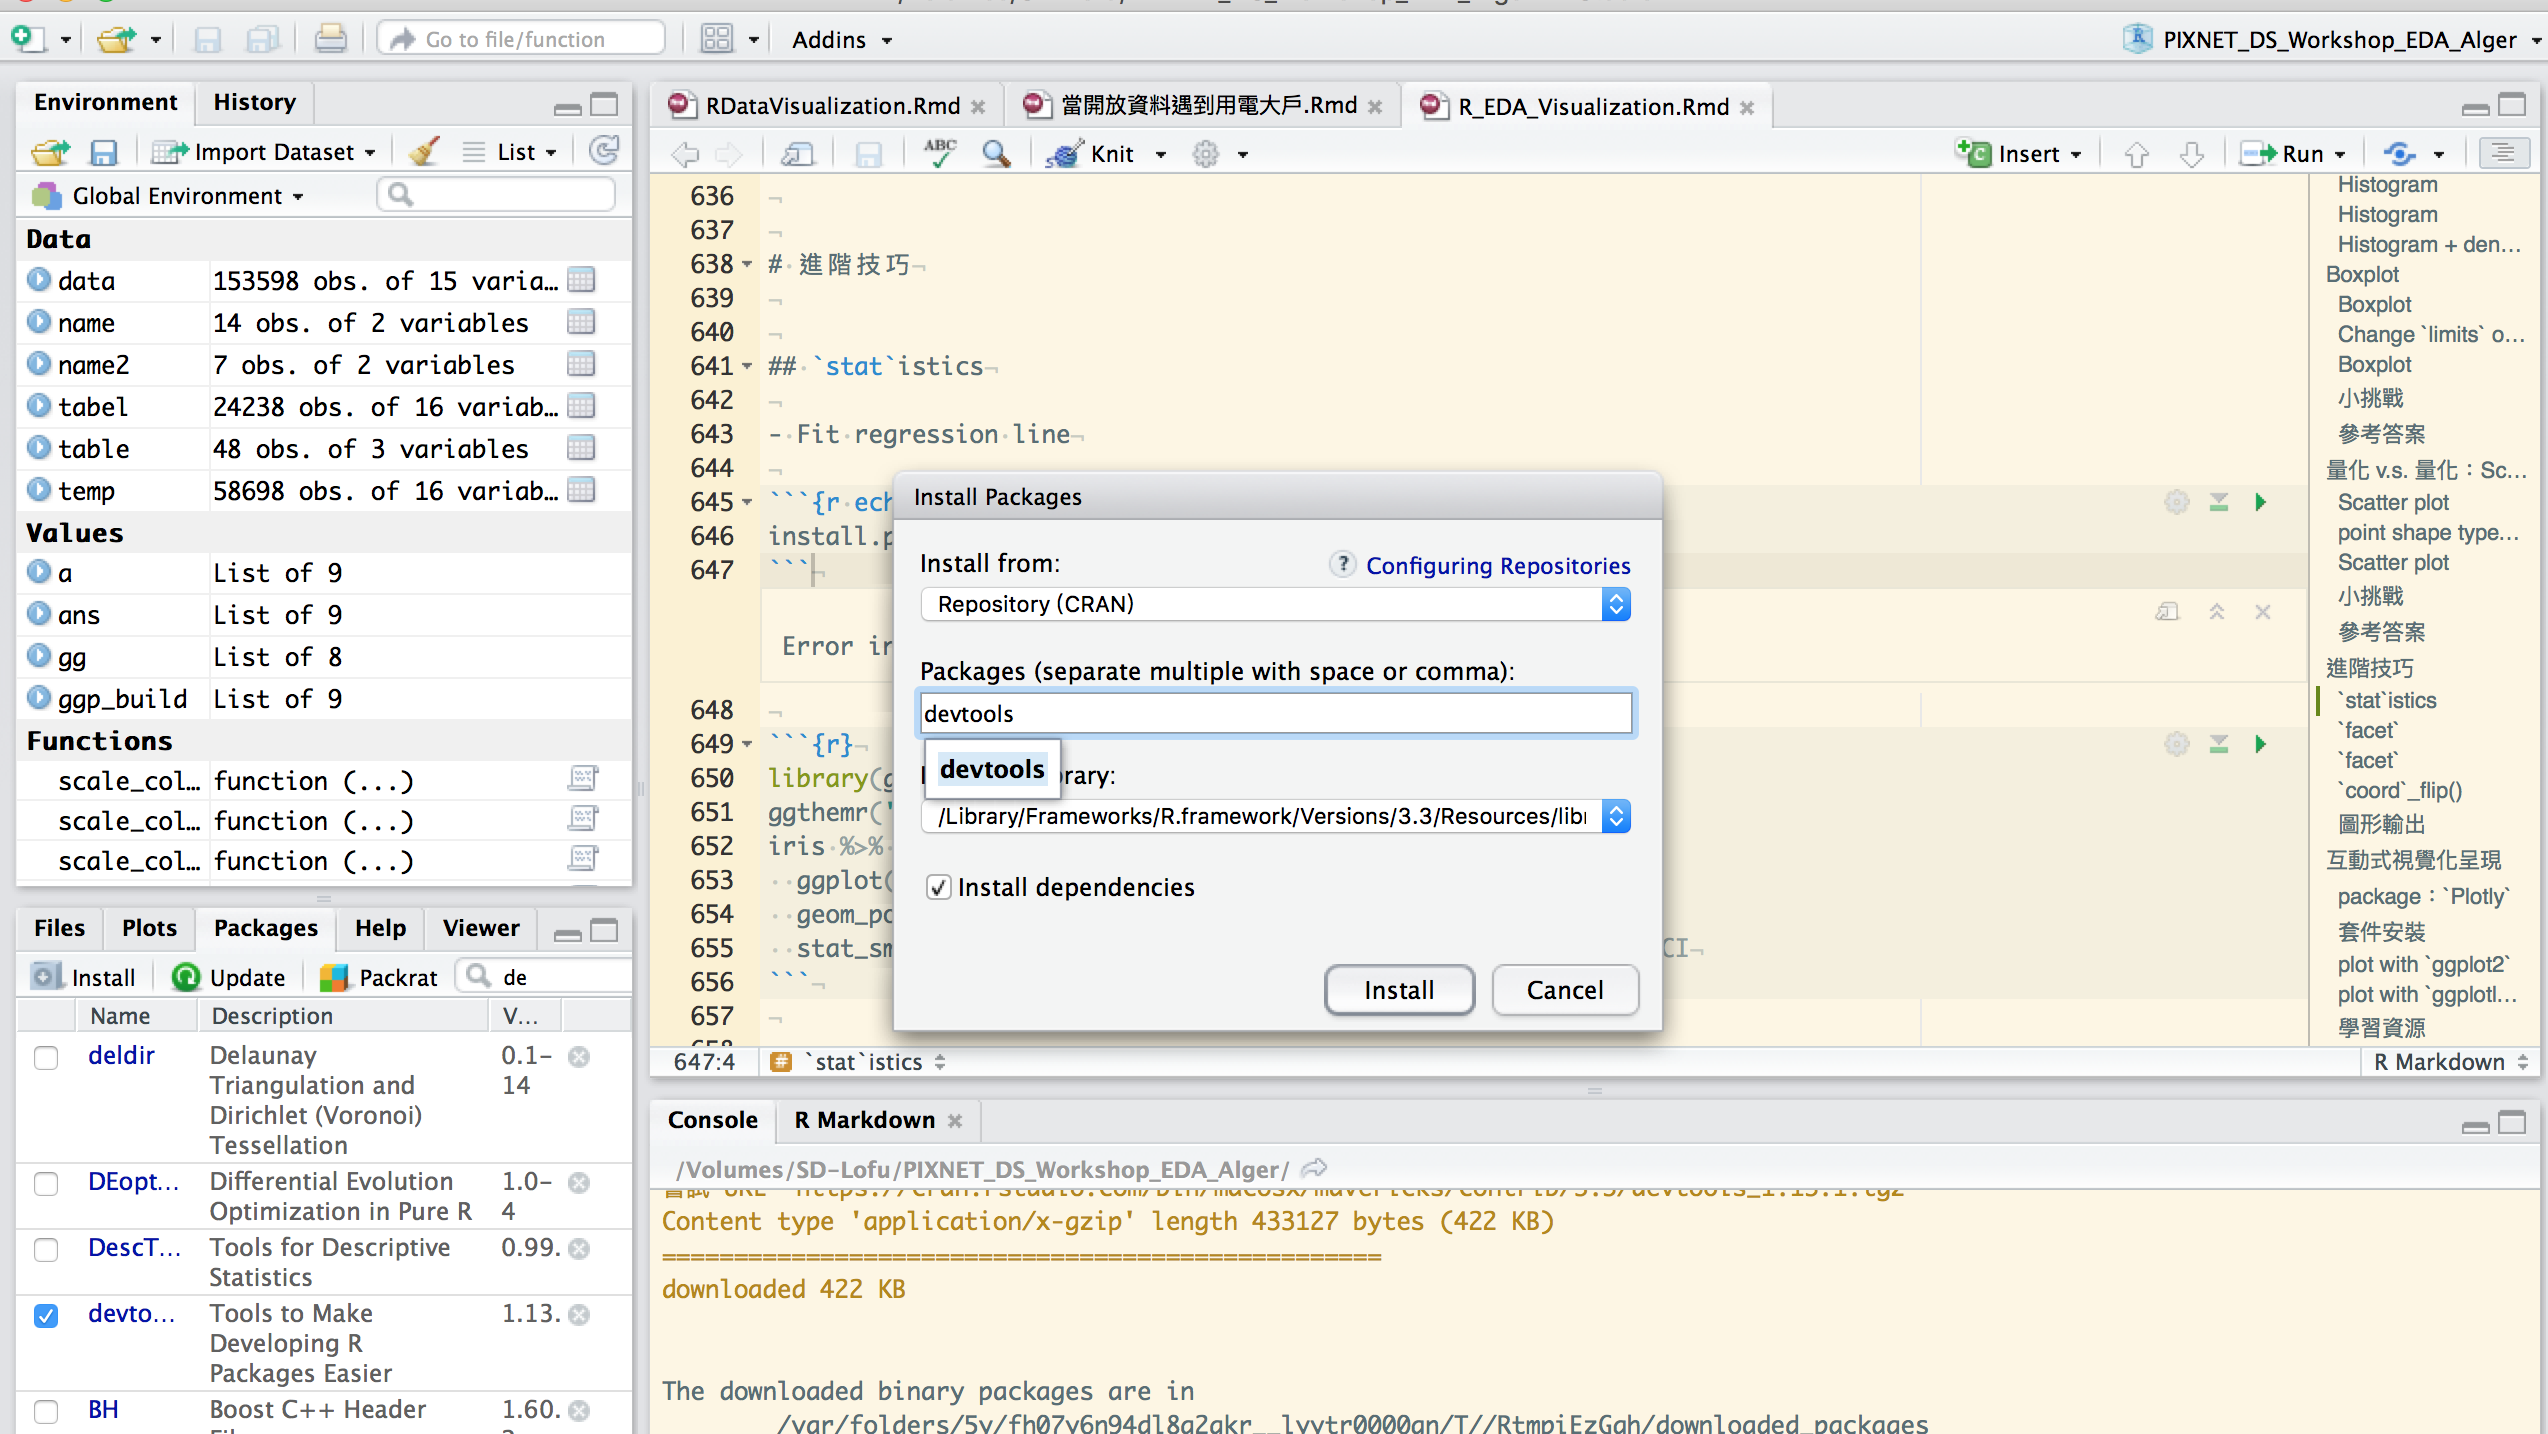 Go to file/function
Addins
PIXNET_DS_Workshop_EDA_Alger
Environment
History
Import Dataset
List
Global Environment
Data
data 153598 obs. of 15 varia…
name 14 obs. of 2 variables
name2 7 obs. of 2 variables
tabel 24238 obs. of 16 variab…
table 48 obs. of 3 variables
temp 58698 obs. of 16 variab…
Values
a List of 9
ans List of 9
gg List of 8
ggp_build List of 9
Functions
scale_col… function (...)
scale_col… function (...)
scale_col… function (...)
Files
Plots
Packages
Help
Viewer
Install
Update
Packrat
de
Name
Description
V…
deldir Delaunay 0.1-
Triangulation and 14
Dirichlet (Voronoi)
Tessellation
DEopt… Differential Evolution 1.0-
Optimization in Pure R 4
DescT… Tools for Descriptive 0.99.
Statistics
devto… Tools to Make 1.13.
Developing R
Packages Easier
BH Boost C++ Header 1.60.
RDataVisualization.Rmd
當開放資料遇到用電大戶.Rmd
R_EDA_Visualization.Rmd
ABC
Knit
Insert
Run
636
637
638 # 進階技巧
639
640
641 ## `stat`istics
642
643 - Fit regression line
644
645 ```{r ech
646 install.p
647 ```
Error in
648
649 ```{r}
650 library(g
651 ggthemr('
652 iris %>%
653 ggplot(
654 geom_po
655 stat_sm CI
656 ```
657
647:4
`stat`istics
R Markdown
Install Packages
Install from:
Configuring Repositories
Repository (CRAN)
Packages (separate multiple with space or comma):
devtools
devtools
rary:
/Library/Frameworks/R.framework/Versions/3.3/Resources/libr
Install dependencies
Install
Cancel
Histogram
Histogram
Histogram + den…
Boxplot
Boxplot
Change `limits` o…
Boxplot
小挑戰
參考答案
量化 v.s. 量化：Sc…
Scatter plot
point shape type…
Scatter plot
小挑戰
參考答案
進階技巧
`stat`istics
`facet`
`facet`
`coord`_flip()
圖形輸出
互動式視覺化呈現
package：`Plotly`
套件安裝
plot with `ggplot2`
plot with `ggplotl…
學習資源
Console
R Markdown
/Volumes/SD-Lofu/PIXNET_DS_Workshop_EDA_Alger/
Content type 'application/x-gzip' length 433127 bytes (422 KB)
==================================================
downloaded 422 KB
The downloaded binary packages are in